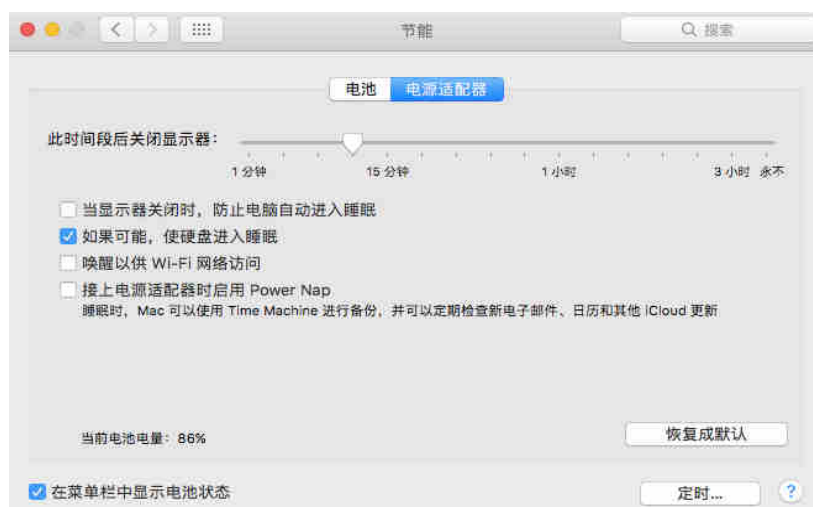 节能
搜索
电池 电源适配器
此时间段后关闭显示器：
1 分钟 15 分钟 1 小时 3 小时 永不
当显示器关闭时，防止电脑自动进入睡眠
如果可能，使硬盘进入睡眠
唤醒以供 Wi-Fi 网络访问
接上电源适配器时启用 Power Nap
睡眠时，Mac 可以使用 Time Machine 进行备份，并可以定期检查新电子邮件、日历和其他 iCloud 更新
当前电池电量：86%
恢复成默认
在菜单栏中显示电池状态
定时...
?